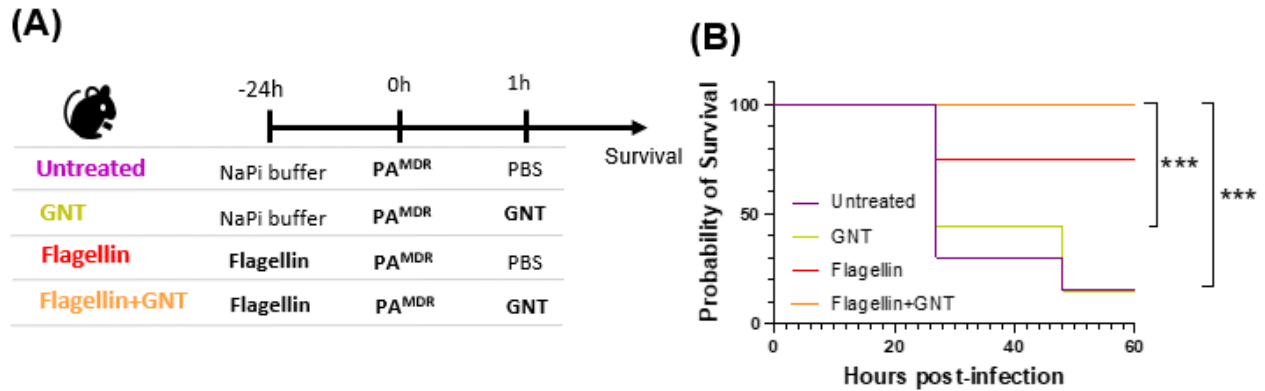 (A)
-24h 0h 1h
Survival
Untreated NaPi buffer PA^MDR PBS
GNT NaPi buffer PA^MDR GNT
Flagellin Flagellin PA^MDR PBS
Flagellin+GNT Flagellin PA^MDR GNT
(B)
Probability of Survival
100
50
0
Untreated
GNT
Flagellin
Flagellin+GNT
***
***
0 20 40 60
Hours post-infection